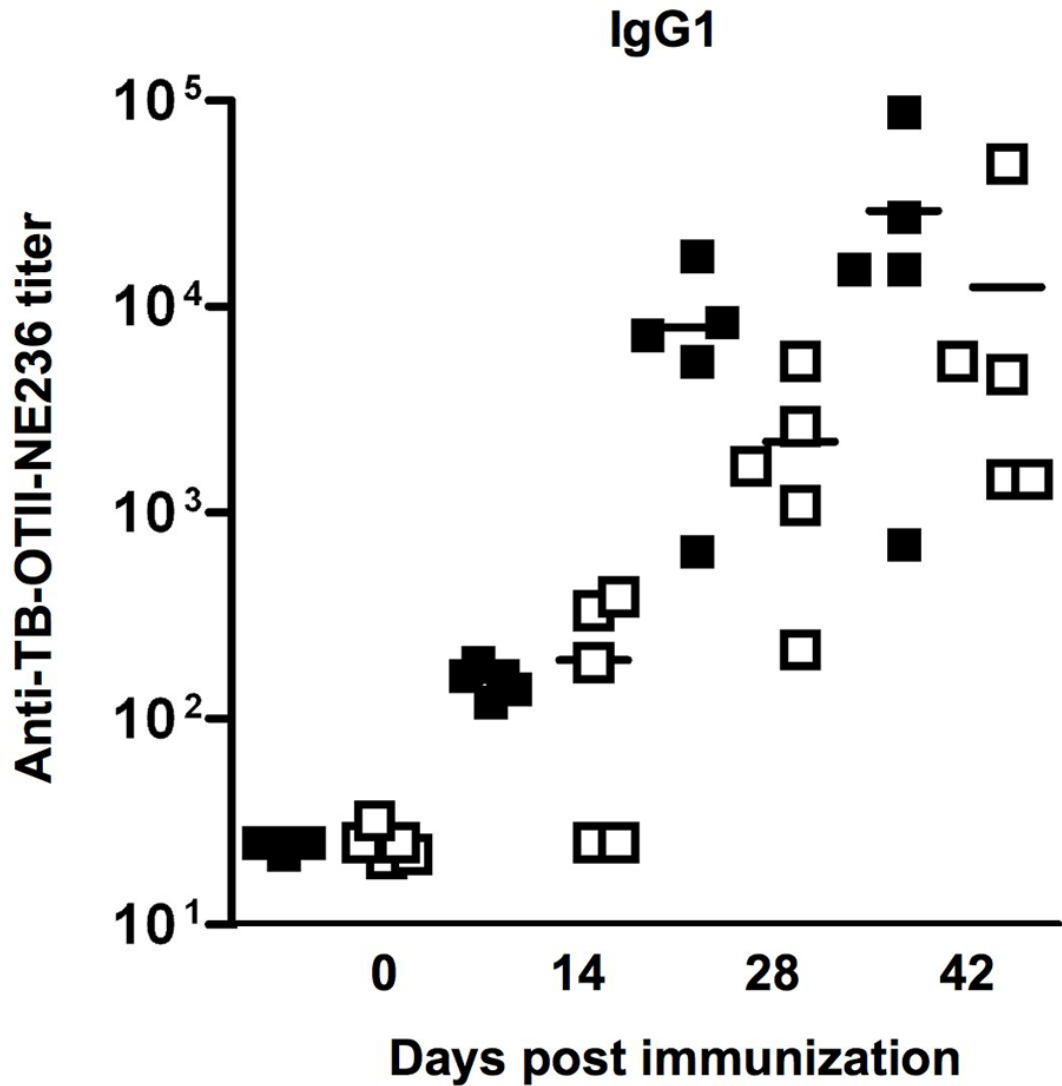 IgG1
Anti-TB-OTII-NE236 titer
10⁵
10⁴
10³
10²
10¹
0 14 28 42
Days post immunization